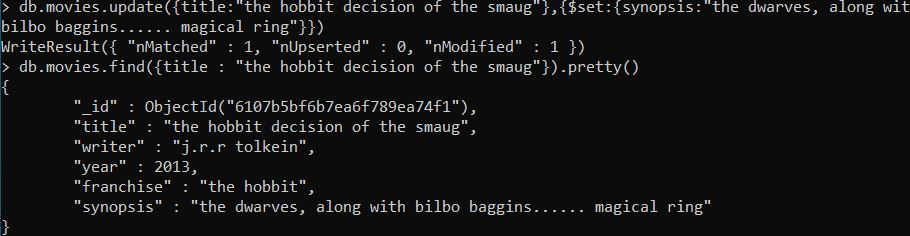 > db.movies.update({title:"the hobbit decision of the smaug"},{$set:{synopsis:"the dwarves, along wit
bilbo baggins...... magical ring"}})
WriteResult({ "nMatched" : 1, "nUpserted" : 0, "nModified" : 1 })
> db.movies.find({title : "the hobbit decision of the smaug"}).pretty()
{
"_id" : ObjectId("6107b5bf6b7ea6f789ea74f1"),
"title" : "the hobbit decision of the smaug",
"writer" : "j.r.r tolkein",
"year" : 2013,
"franchise" : "the hobbit",
"synopsis" : "the dwarves, along with bilbo baggins...... magical ring"
}